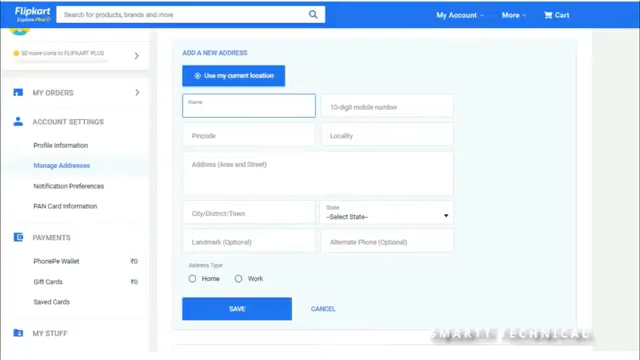 Flipkart
Explore Plus
Search for products, brands and more
My Account
More
Cart
50 more coins to FLIPKART PLUS
MY ORDERS
ACCOUNT SETTINGS
Profile Information
Manage Addresses
Notification Preferences
PAN Card Information
PAYMENTS
PhonePe Wallet ₹0
Gift Cards ₹0
Saved Cards
MY STUFF
ADD A NEW ADDRESS
Use my current location
Name
10-digit mobile number
Pincode
Locality
Address (Area and Street)
City/District/Town
State
--Select State--
Landmark (Optional)
Alternate Phone (Optional)
Address Type
Home
Work
SAVE
CANCEL
SMARTT TECHNICAL